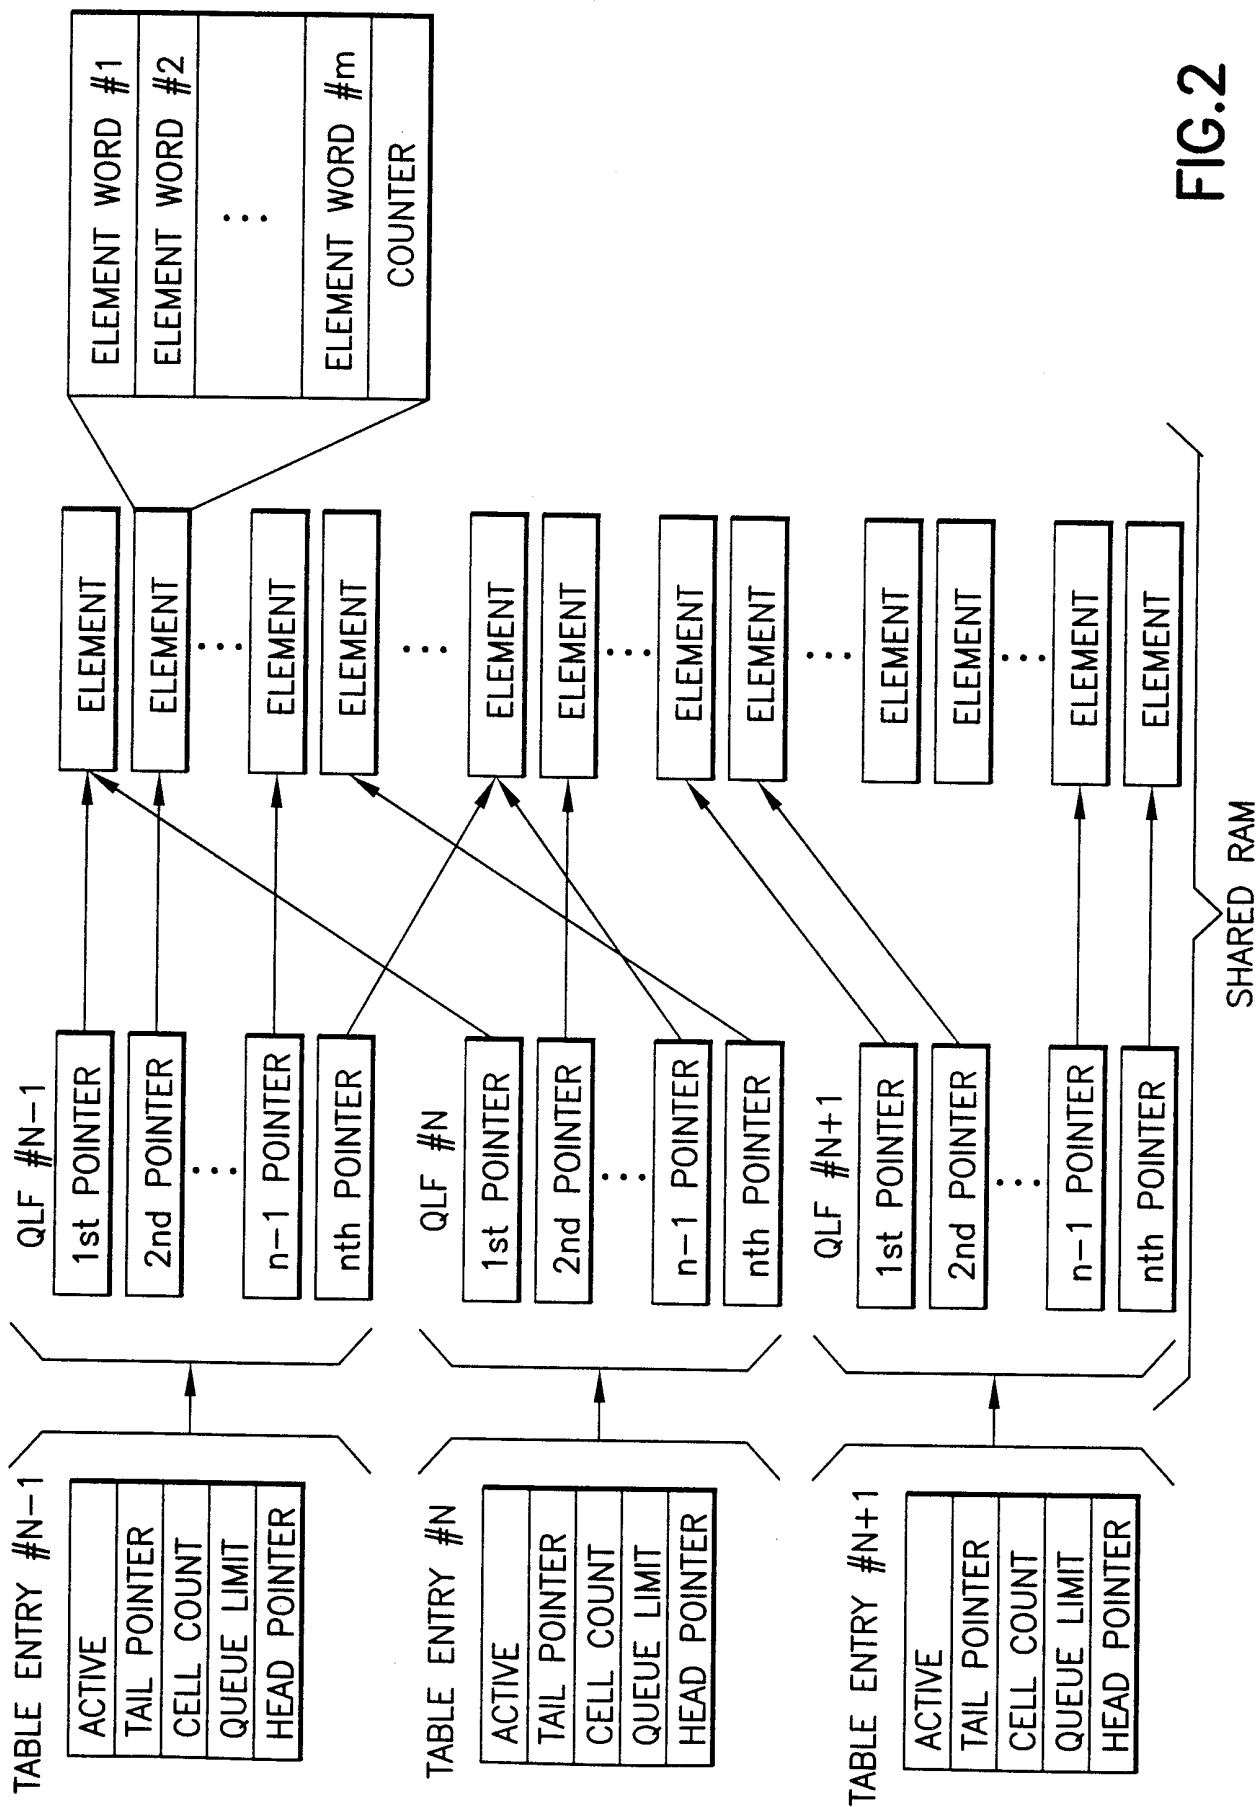 TABLE ENTRY #N-1
ACTIVE
TAIL POINTER
CELL COUNT
QUEUE LIMIT
HEAD POINTER
TABLE ENTRY #N
ACTIVE
TAIL POINTER
CELL COUNT
QUEUE LIMIT
HEAD POINTER
TABLE ENTRY #N+1
ACTIVE
TAIL POINTER
CELL COUNT
QUEUE LIMIT
HEAD POINTER
QLF #N-1
1st POINTER
2nd POINTER
...
n-1 POINTER
nth POINTER
QLF #N
1st POINTER
2nd POINTER
...
n-1 POINTER
nth POINTER
QLF #N+1
1st POINTER
2nd POINTER
...
n-1 POINTER
nth POINTER
ELEMENT
ELEMENT
...
ELEMENT
ELEMENT
...
ELEMENT
ELEMENT
...
ELEMENT
ELEMENT
...
ELEMENT
ELEMENT
...
ELEMENT
ELEMENT
ELEMENT WORD #1
ELEMENT WORD #2
...
ELEMENT WORD #m
COUNTER
SHARED RAM
FIG.2